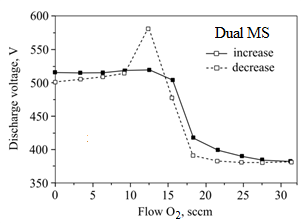 Dual MS
increase
decrease
Discharge voltage, V
600
550
500
450
400
350
0 5 10 15 20 25 30
Flow O₂, sccm